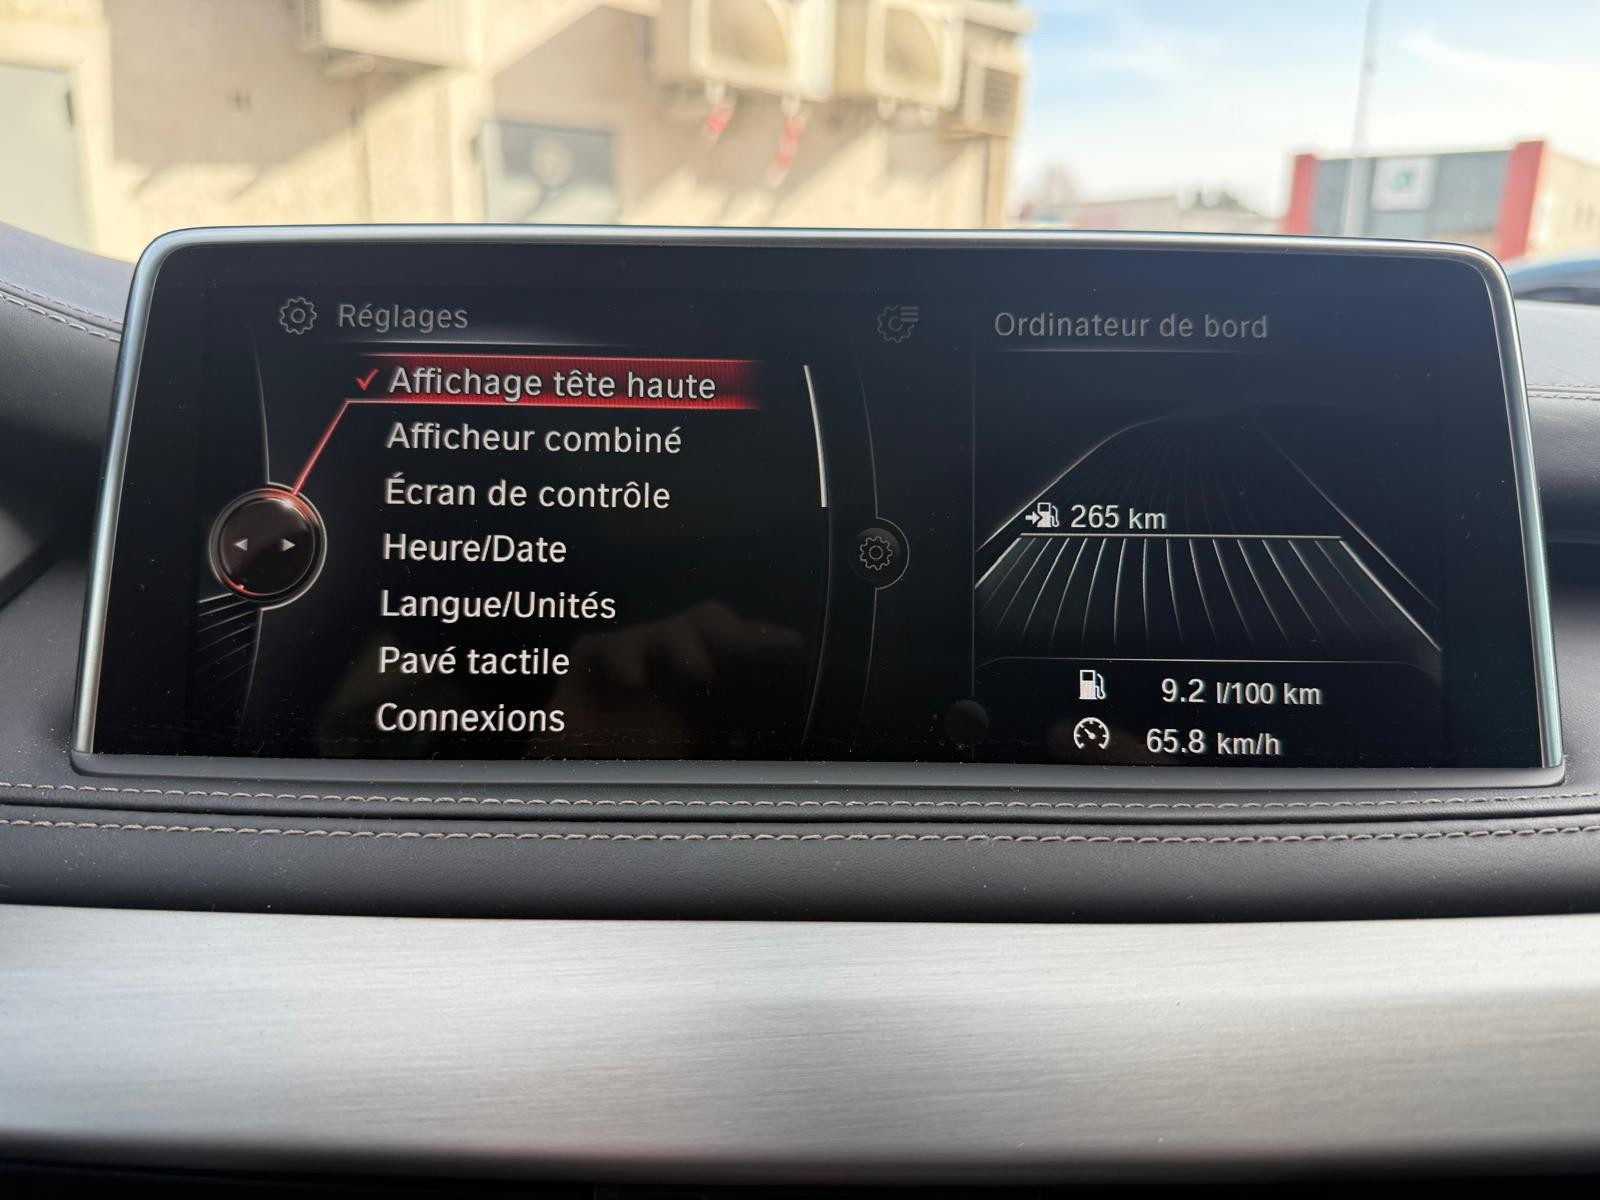 Réglages
Affichage tête haute
Afficheur combiné
Écran de contrôle
Heure/Date
Langue/Unités
Pavé tactile
Connexions
Ordinateur de bord
265 km
9.2 l/100 km
65.8 km/h